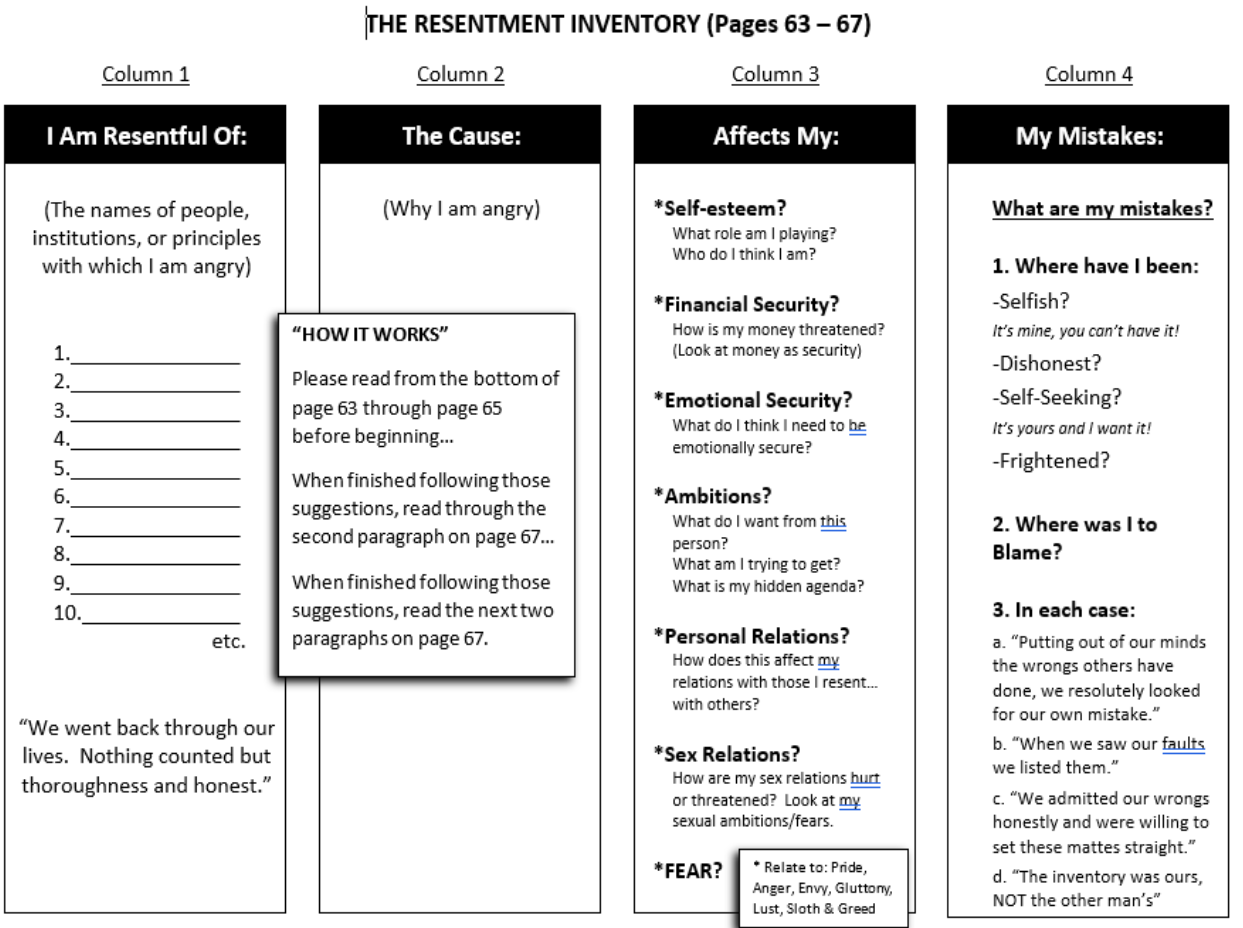 THE RESENTMENT INVENTORY (Pages 63 – 67)
Column 1
I Am Resentful Of:
(The names of people,
institutions, or principles
with which I am angry)
1.__________________
2.__________________
3.__________________
4.__________________
5.__________________
6.__________________
7.__________________
8.__________________
9.__________________
10.__________________
etc.
“We went back through our
lives. Nothing counted but
thoroughness and honest.”
Column 2
The Cause:
(Why I am angry)
“HOW IT WORKS”
Please read from the bottom of
page 63 through page 65
before beginning…
When finished following those
suggestions, read through the
second paragraph on page 67…
When finished following those
suggestions, read the next two
paragraphs on page 67.
Column 3
Affects My:
*Self-esteem?
What role am I playing?
Who do I think I am?
*Financial Security?
How is my money threatened?
(Look at money as security)
*Emotional Security?
What do I think I need to be
emotionally secure?
*Ambitions?
What do I want from this
person?
What am I trying to get?
What is my hidden agenda?
*Personal Relations?
How does this affect my
relations with those I resent…
with others?
*Sex Relations?
How are my sex relations hurt
or threatened? Look at my
sexual ambitions/fears.
*FEAR?
* Relate to: Pride,
Anger, Envy, Gluttony,
Lust, Sloth & Greed
Column 4
My Mistakes:
What are my mistakes?
1. Where have I been:
-Selfish?
It’s mine, you can’t have it!
-Dishonest?
-Self-Seeking?
It’s yours and I want it!
-Frightened?
2. Where was I to
Blame?
3. In each case:
a. “Putting out of our minds
the wrongs others have
done, we resolutely looked
for our own mistake.”
b. “When we saw our faults
we listed them.”
c. “We admitted our wrongs
honestly and were willing to
set these mattes straight.”
d. “The inventory was ours,
NOT the other man’s”